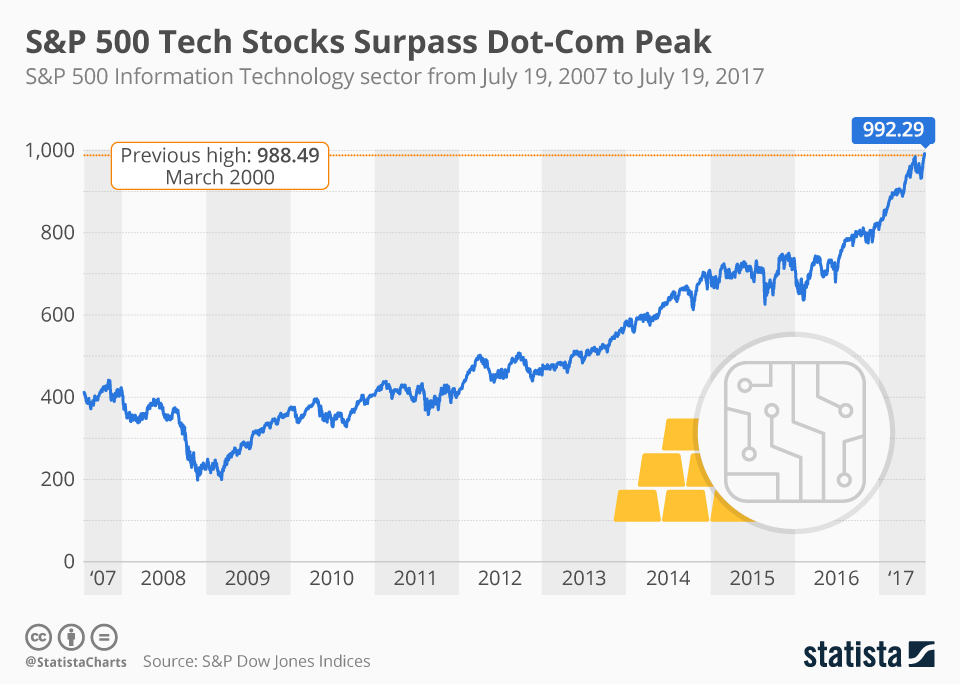 S&P 500 Tech Stocks Surpass Dot-Com Peak
S&P 500 Information Technology sector from July 19, 2007 to July 19, 2017
992.29
Previous high: 988.49
March 2000
1,000
800
600
400
200
0
‘07 2008 2009 2010 2011 2012 2013 2014 2015 2016 ‘17
cc
@StatistaCharts Source: S&P Dow Jones Indices
statista